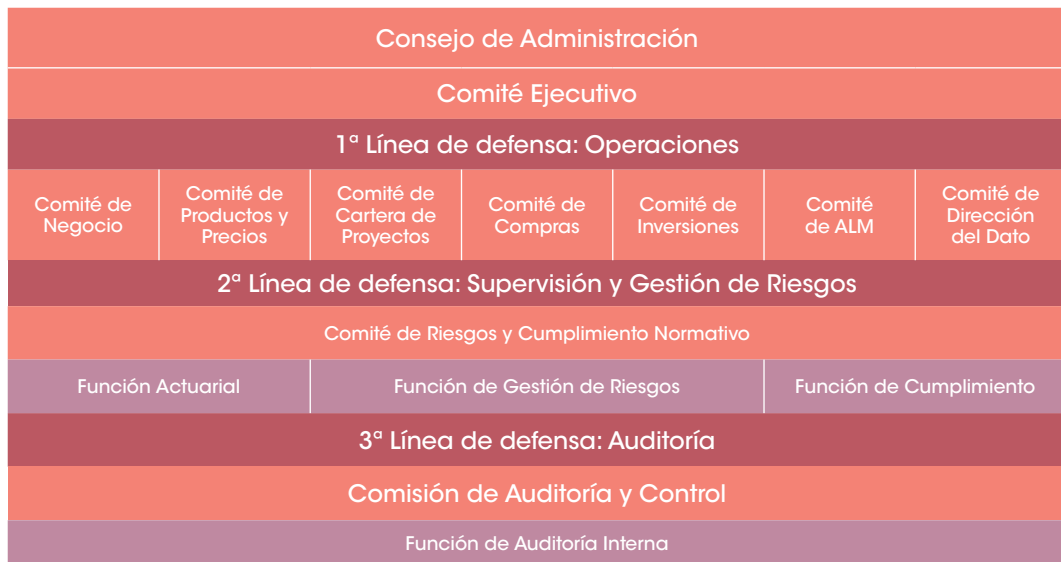 Consejo de Administración
Comité Ejecutivo
1ª Línea de defensa: Operaciones
Comité de
Negocio
Comité de
Productos y
Precios
Comité de
Cartera de
Proyectos
Comité de
Compras
Comité de
Inversiones
Comité
de ALM
Comité de
Dirección
del Dato
2ª Línea de defensa: Supervisión y Gestión de Riesgos
Comité de Riesgos y Cumplimiento Normativo
Función Actuarial
Función de Gestión de Riesgos
Función de Cumplimiento
3ª Línea de defensa: Auditoría
Comisión de Auditoría y Control
Función de Auditoría Interna